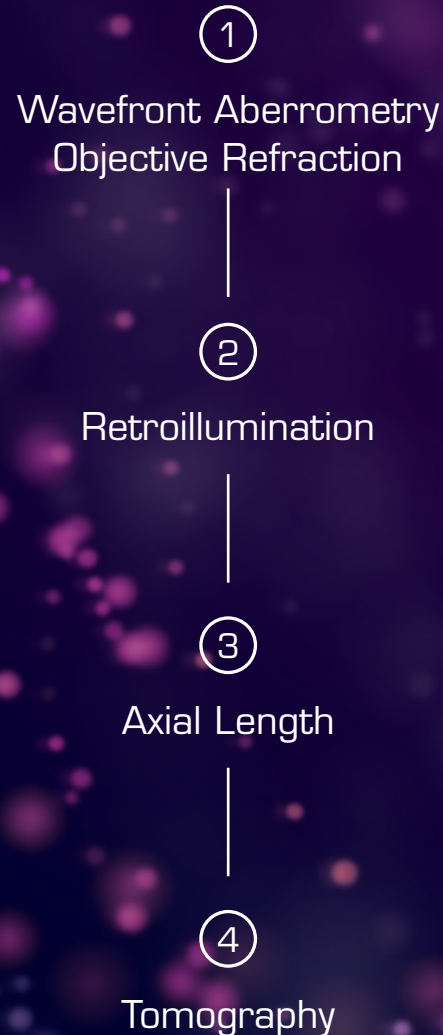 1
Wavefront Aberrometry
Objective Refraction
2
Retroillumination
3
Axial Length
4
Tomography